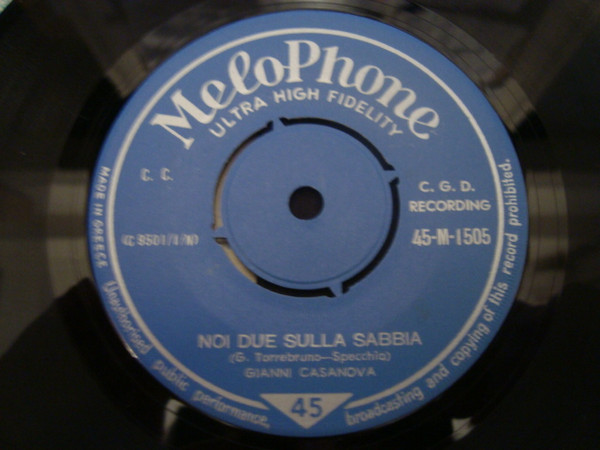 MeloPhone
ULTRA HIGH FIDELITY
C. C.
C. G. D.
RECORDING
MADE IN GREECE
45-M-1505
NOI DUE SULLA SABBIA
(G. Torrebruno—Specchia)
GIANNI CASANOVA
45
Unauthorised public performance, broadcasting and copying of this record prohibited.